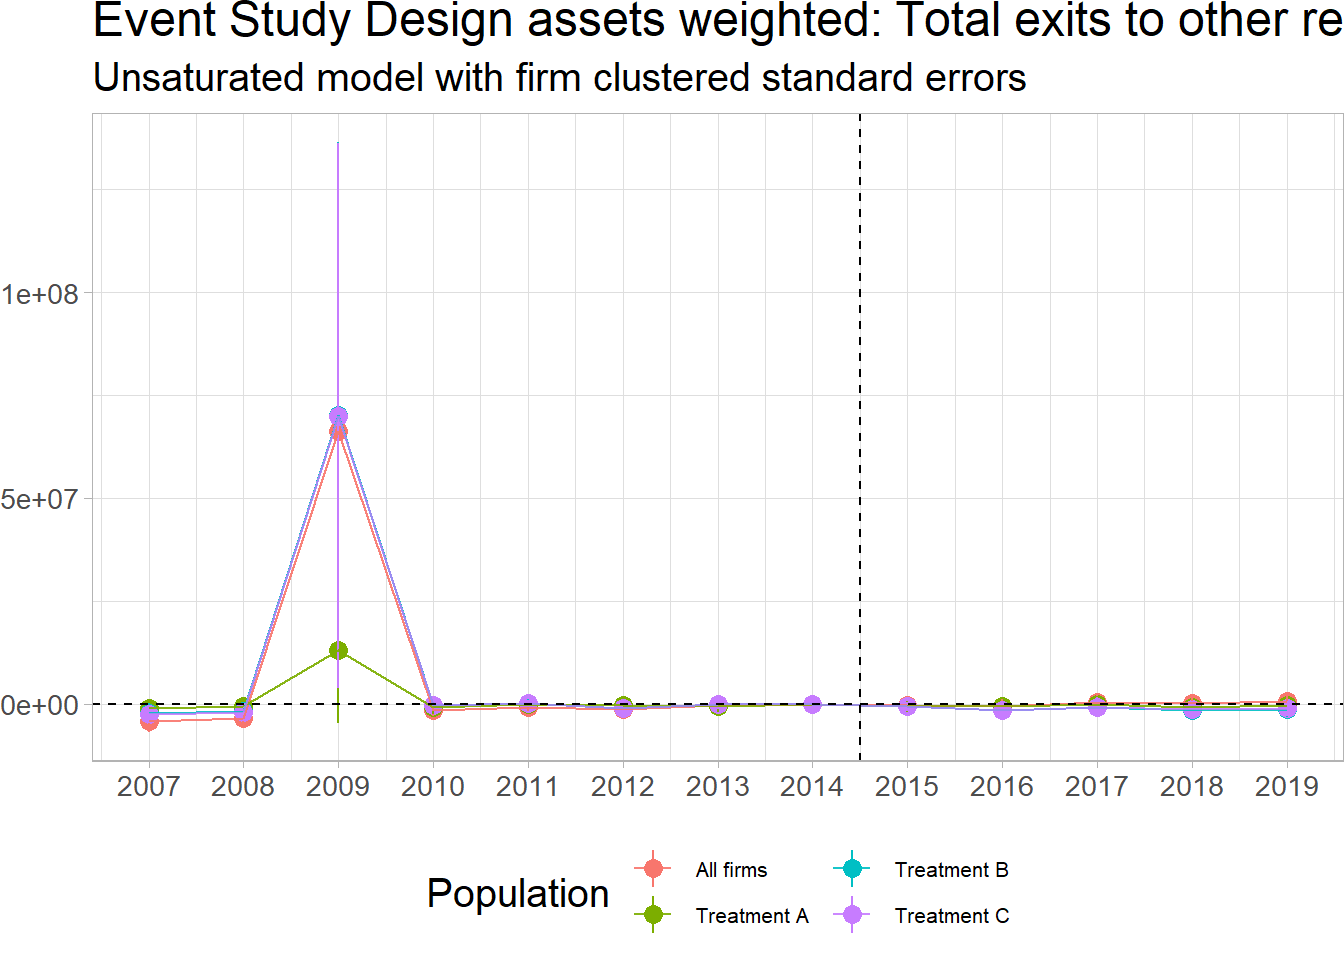 Event Study Design assets weighted: Total exits to other re
Unsaturated model with firm clustered standard errors
1e+08
5e+07
0e+00
2007 2008 2009 2010 2011 2012 2013 2014 2015 2016 2017 2018 2019
Population
All firms
Treatment A
Treatment B
Treatment C